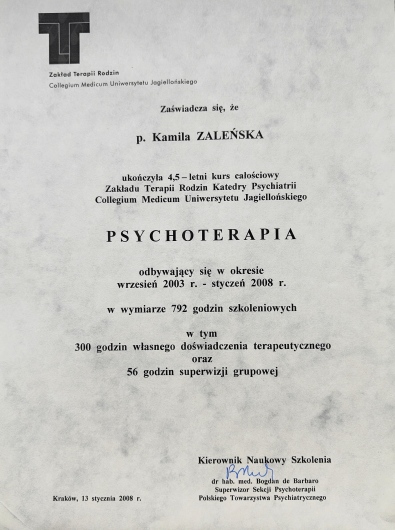 Zakład Terapii Rodzin
Collegium Medicum Uniwersytetu Jagiellońskiego
Zaświadcza się, że
p. Kamila ZALEŃSKA
ukończyła 4,5 – letni kurs całościowy
Zakładu Terapii Rodzin Katedry Psychiatrii
Collegium Medicum Uniwersytetu Jagiellońskiego
PSYCHOTERAPIA
odbywający się w okresie
wrzesień 2003 r. - styczeń 2008 r.
w wymiarze 792 godzin szkoleniowych
w tym
300 godzin własnego doświadczenia terapeutycznego
oraz
56 godzin superwizji grupowej
Kierownik Naukowy Szkolenia
dr hab. med. Bogdan de Barbaro
Superwizor Sekcji Psychoterapii
Polskiego Towarzystwa Psychiatrycznego
Kraków, 13 stycznia 2008 r.